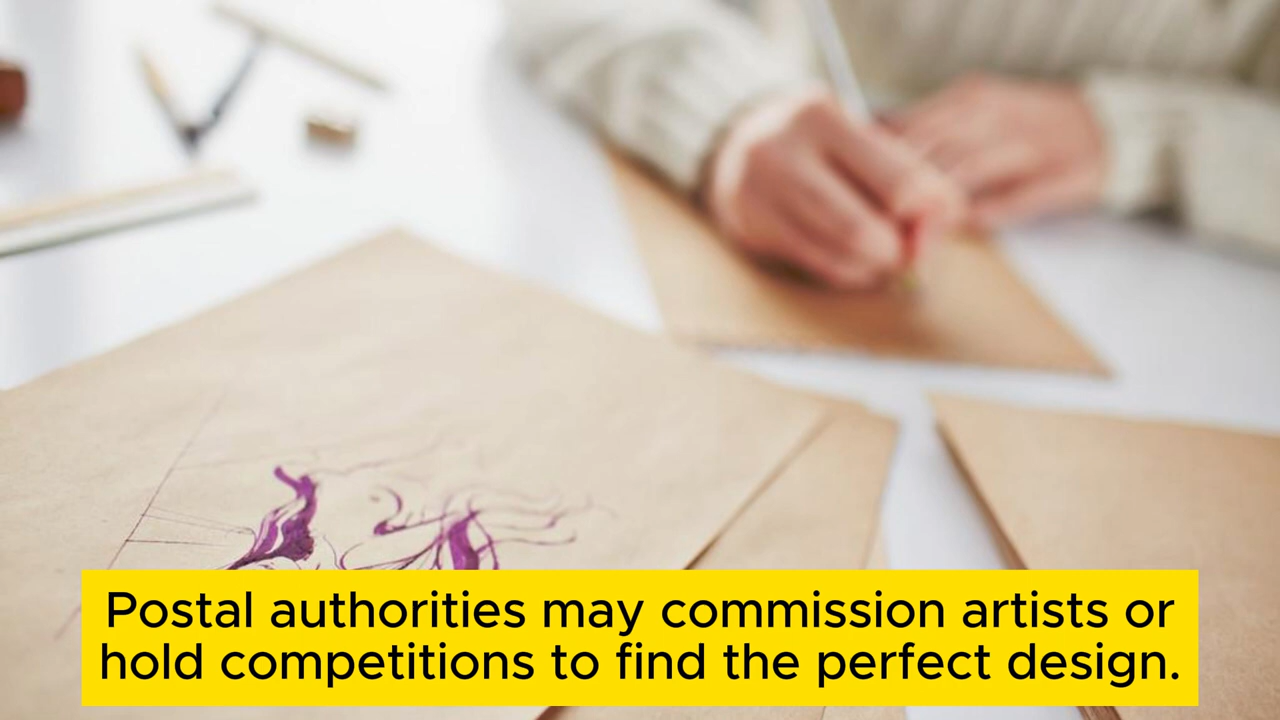 Postal authorities may commission artists or
hold competitions to find the perfect design.